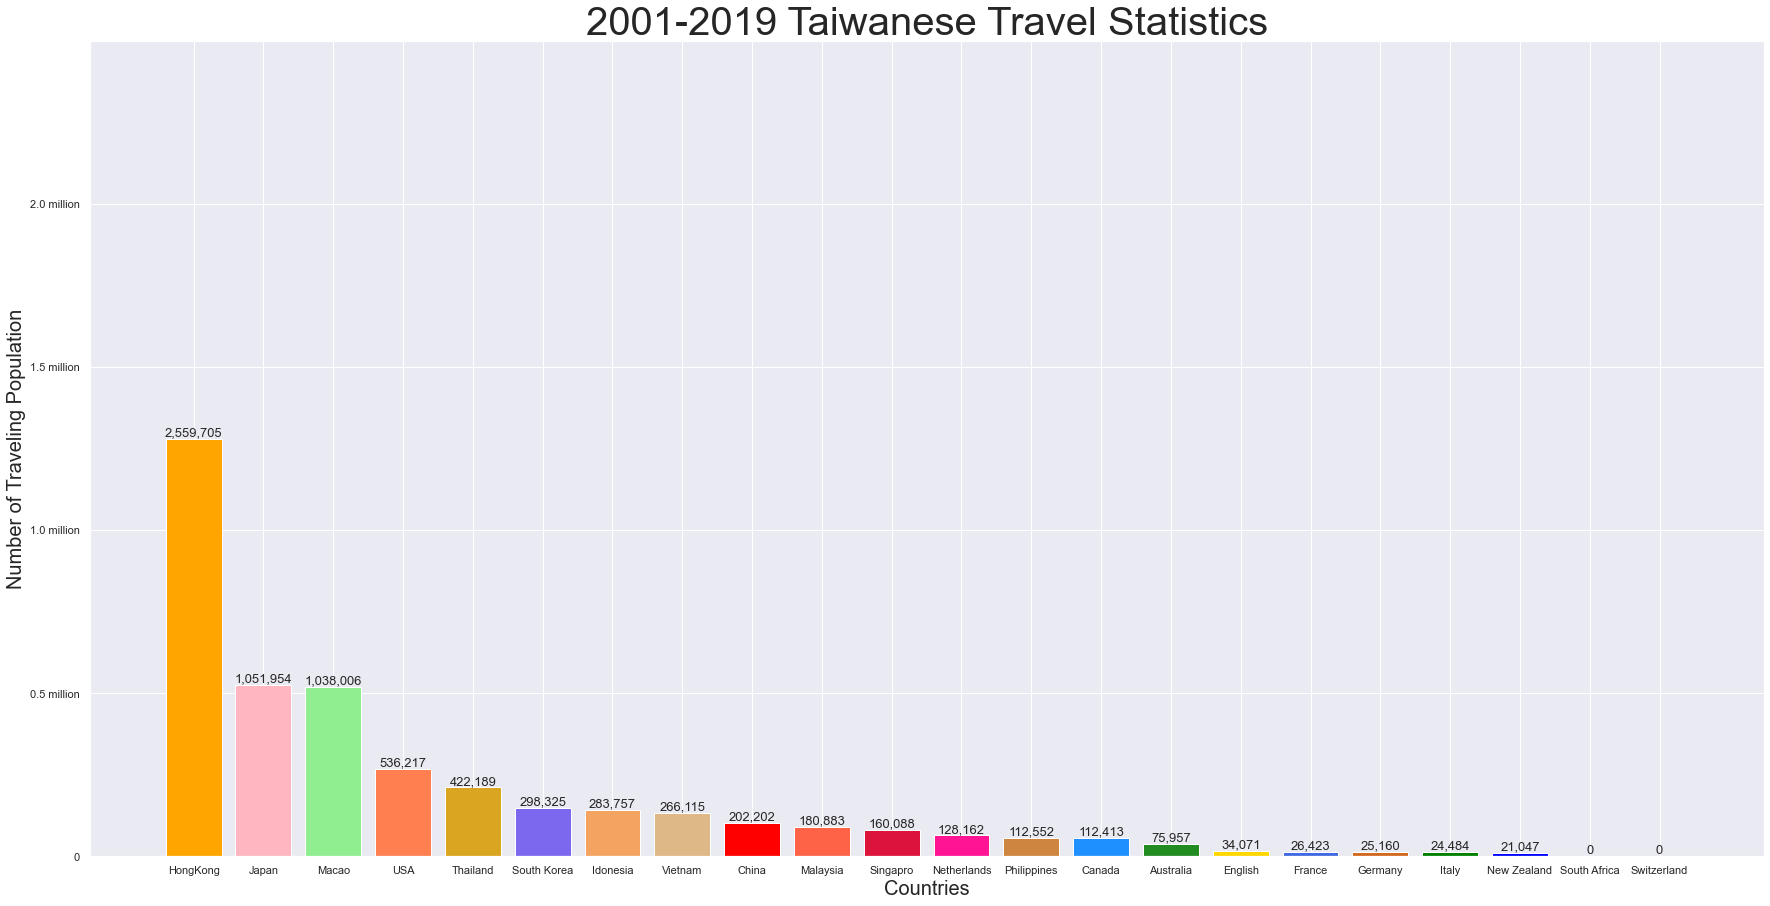 2001-2019 Taiwanese Travel Statistics
Number of Traveling Population
2.0 million
1.5 million
1.0 million
0.5 million
0
2,559,705
1,051,954
1,038,006
536,217
422,189
298,325
283,757
266,115
202,202
180,883
160,088
128,162
112,552
112,413
75,957
34,071
26,423
25,160
24,484
21,047
0
0
HongKong
Japan
Macao
USA
Thailand
South Korea
Idonesia
Vietnam
China
Malaysia
Singapro
Netherlands
Philippines
Canada
Australia
English
France
Germany
Italy
New Zealand
South Africa
Switzerland
Countries